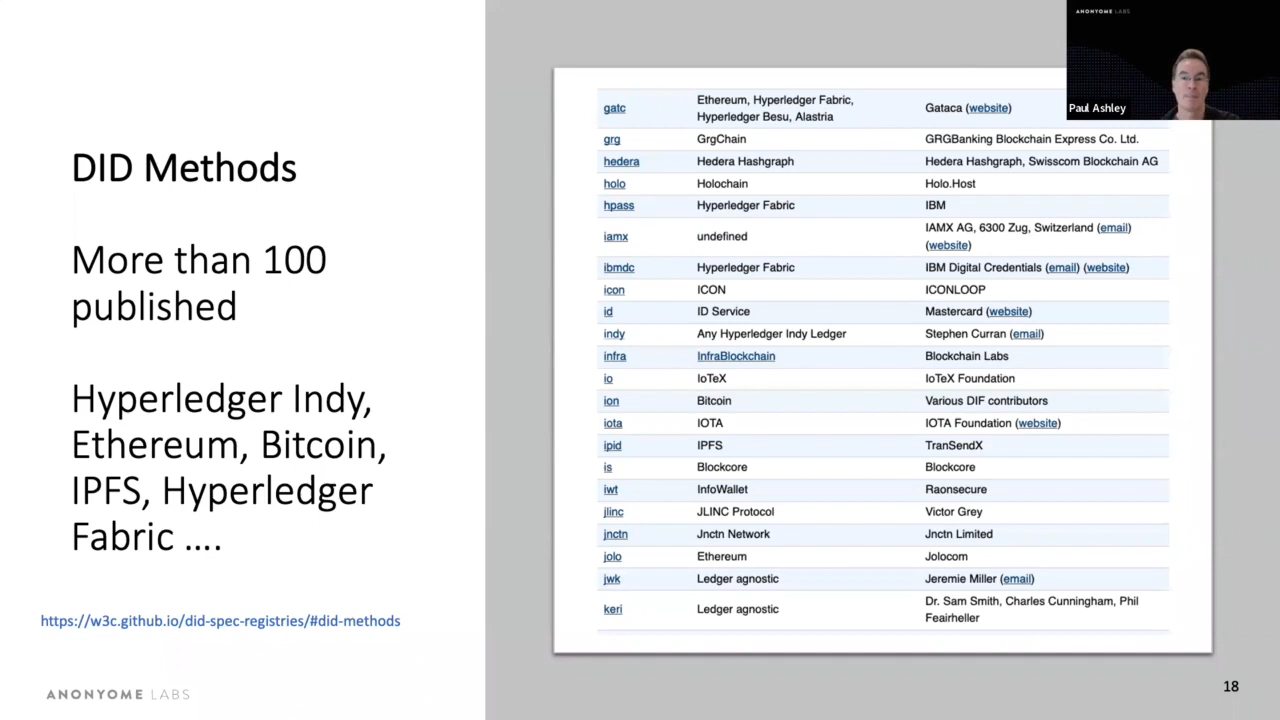 DID Methods
More than 100
published
Hyperledger Indy,
Ethereum, Bitcoin,
IPFS, Hyperledger
Fabric ....
https://w3c.github.io/did-spec-registries/#did-methods
ANONYOME LABS
gatc Ethereum, Hyperledger Fabric, Gataca (website)
Hyperledger Besu, Alastria
grg GrgChain GRGBanking Blockchain Express Co. Ltd.
hedera Hedera Hashgraph Hedera Hashgraph, Swisscom Blockchain AG
holo Holochain Holo.Host
hpass Hyperledger Fabric IBM
iamx undefined IAMX AG, 6300 Zug, Switzerland (email)
(website)
ibmdc Hyperledger Fabric IBM Digital Credentials (email) (website)
icon ICON ICONLOOP
id ID Service Mastercard (website)
indy Any Hyperledger Indy Ledger Stephen Curran (email)
infra InfraBlockchain Blockchain Labs
io IoTeX IoTeX Foundation
ion Bitcoin Various DIF contributors
iota IOTA IOTA Foundation (website)
ipid IPFS TranSendX
is Blockcore Blockcore
iwt InfoWallet Raonsecure
jlinc JLINC Protocol Victor Grey
jnctn Jnctn Network Jnctn Limited
jolo Ethereum Jolocom
jwk Ledger agnostic Jeremie Miller (email)
keri Ledger agnostic Dr. Sam Smith, Charles Cunningham, Phil
Feairheller
ANONYOME LABS
Paul Ashley
18